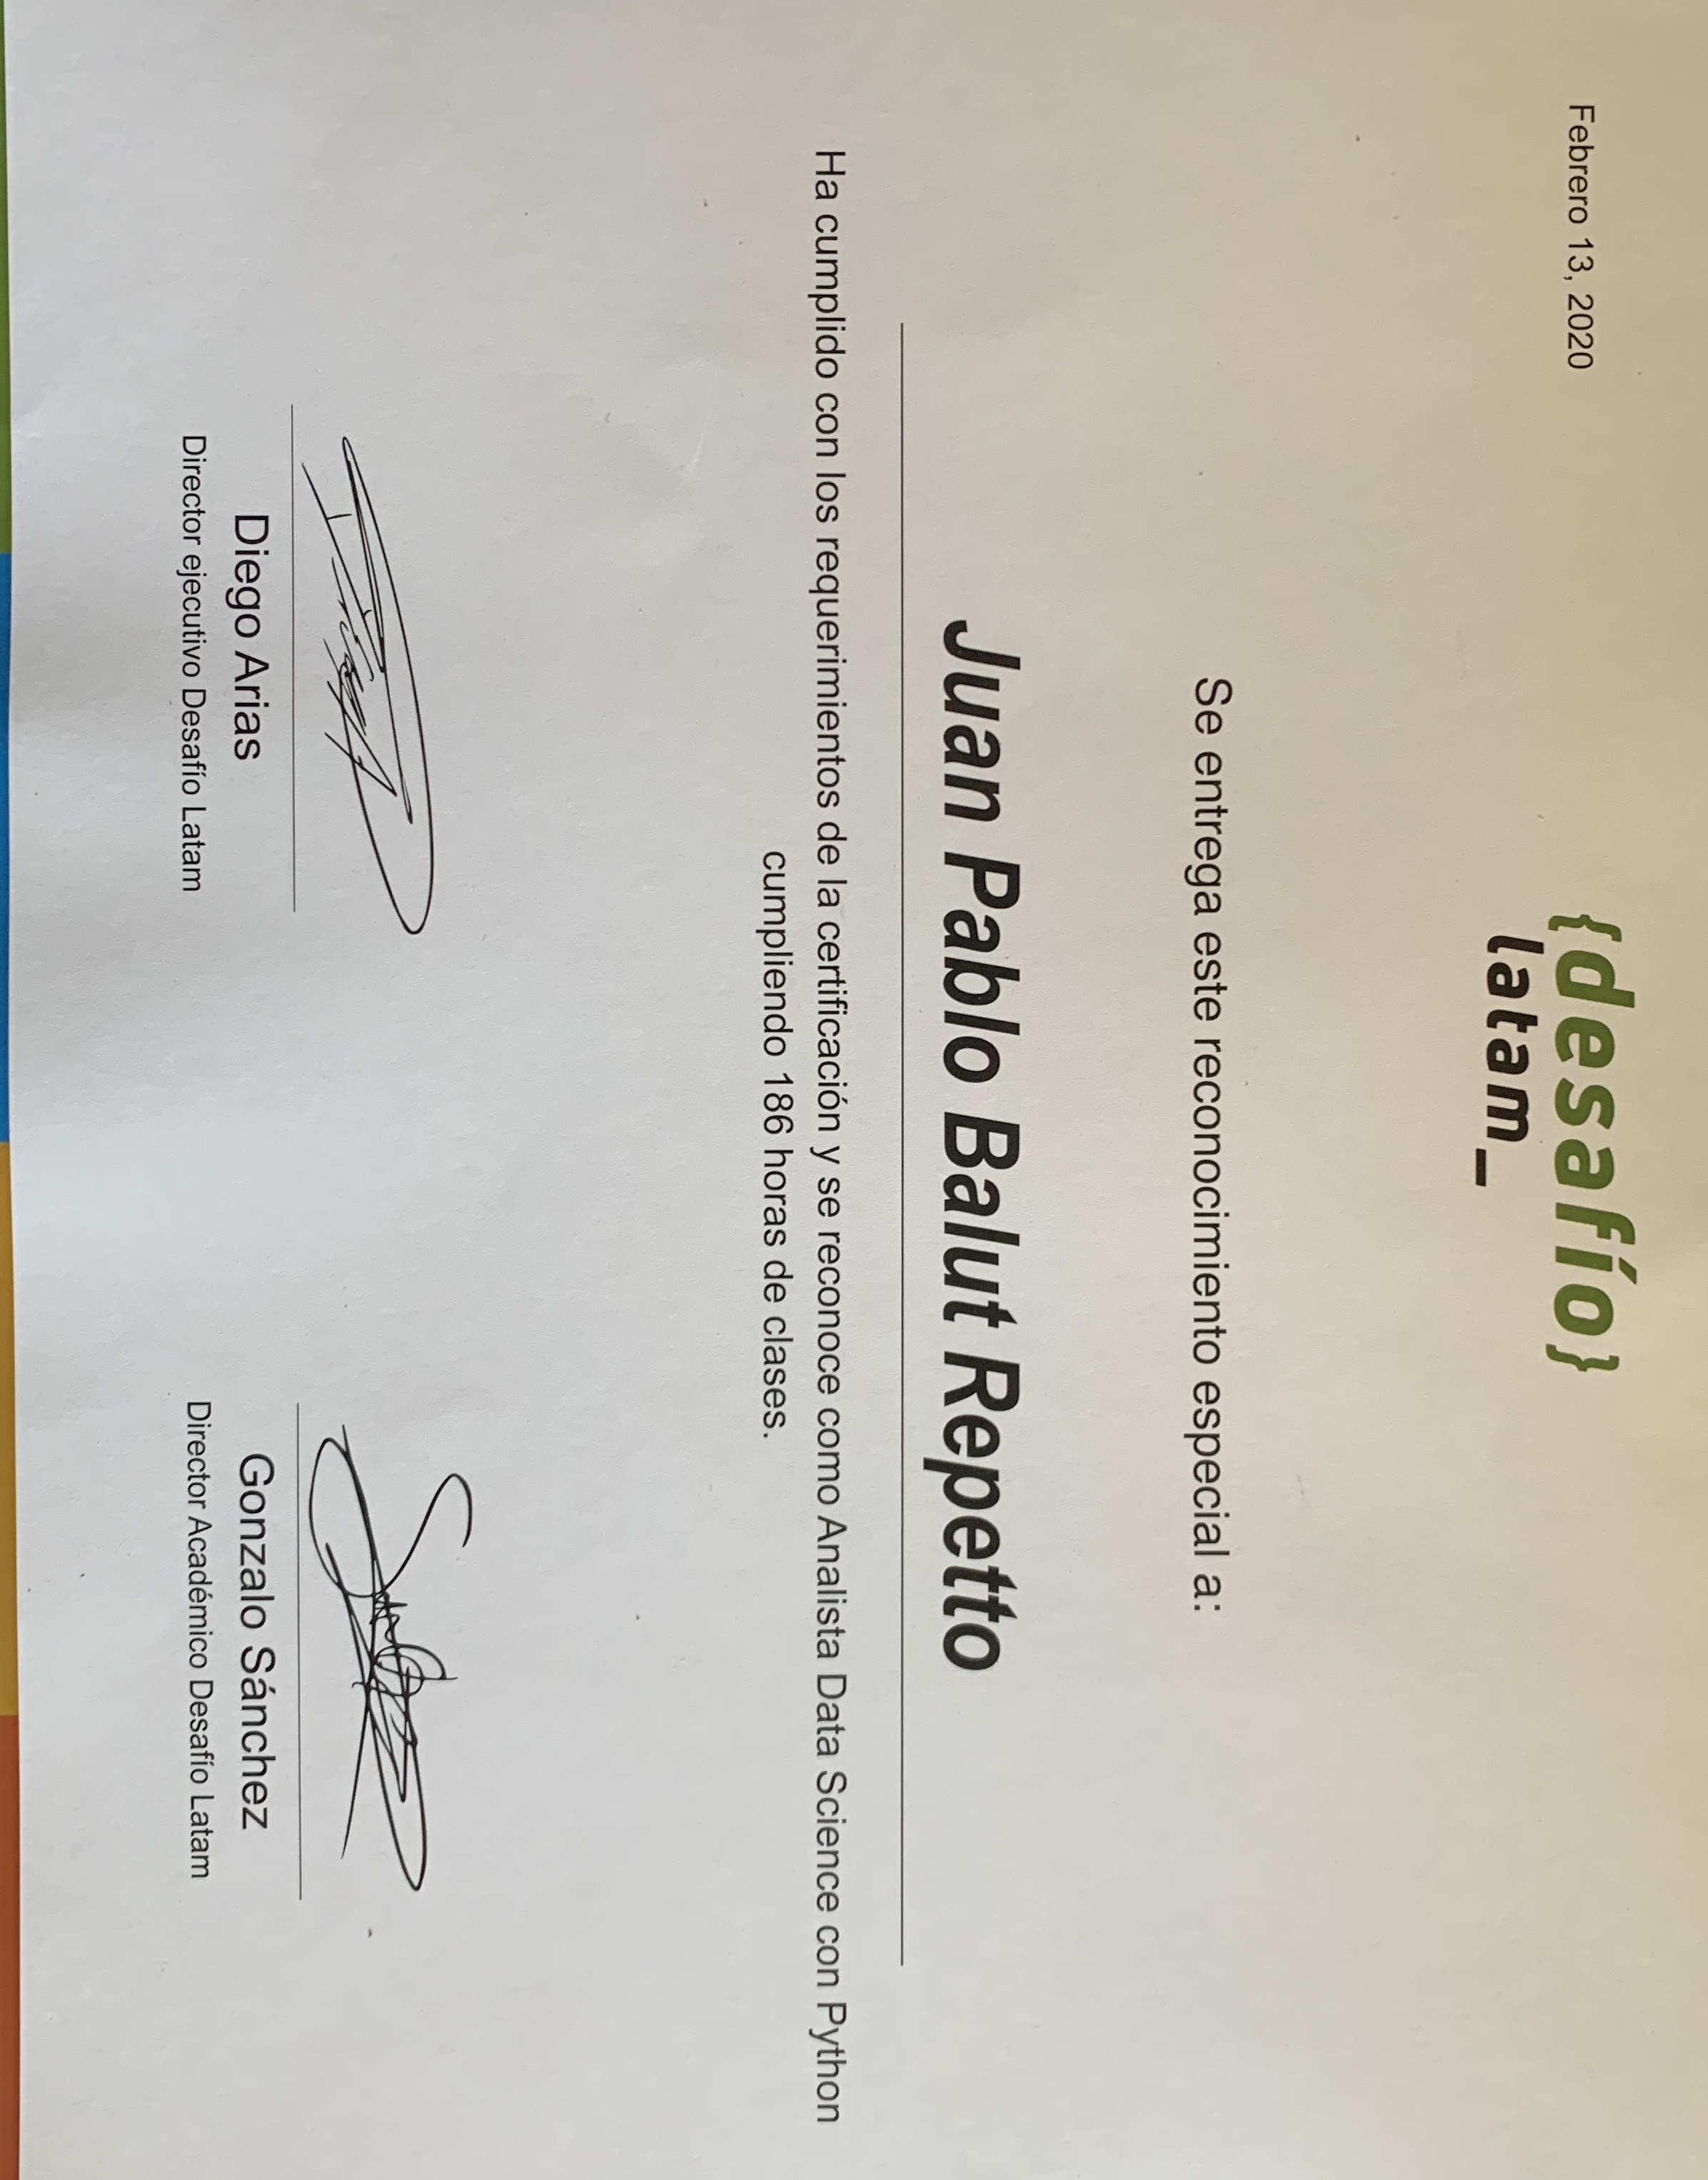 Febrero 13, 2020
{desafío}
latam_
Se entrega este reconocimiento especial a:
Juan Pablo Balut Repetto
Ha cumplido con los requerimientos de la certificación y se reconoce como Analista Data Science con Python
cumpliendo 186 horas de clases.
Diego Arias
Director ejecutivo Desafío Latam
Gonzalo Sánchez
Director Académico Desafío Latam